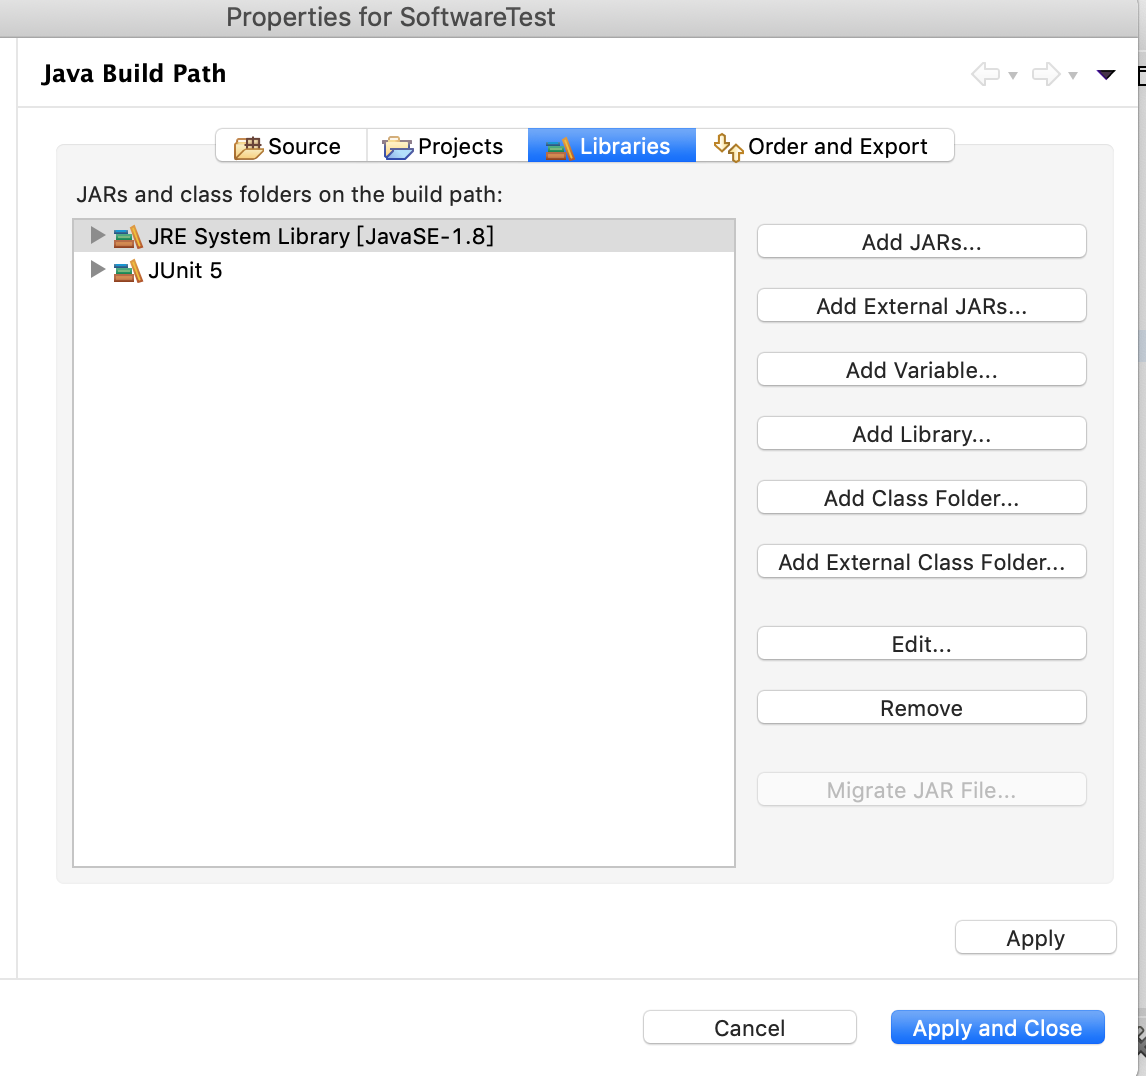 Properties for SoftwareTest
Java Build Path
Source Projects Libraries Order and Export
JARs and class folders on the build path:
JRE System Library [JavaSE-1.8]
JUnit 5
Add JARs...
Add External JARs...
Add Variable...
Add Library...
Add Class Folder...
Add External Class Folder...
Edit...
Remove
Migrate JAR File...
Apply
Cancel Apply and Close